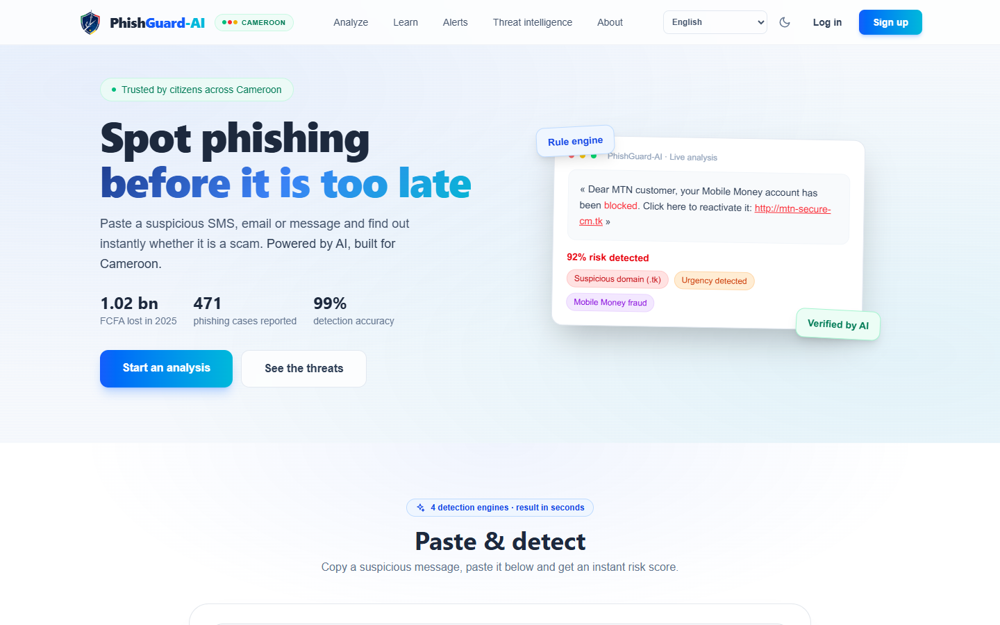 PhishGuard-AI
CAMEROON
Analyze
Learn
Alerts
Threat intelligence
About
English
Log in
Sign up
Trusted by citizens across Cameroon
Spot phishing
before it is too late
Paste a suspicious SMS, email or message and find out
instantly whether it is a scam. Powered by AI, built for
Cameroon.
1.02 bn
FCFA lost in 2025
471
phishing cases reported
99%
detection accuracy
Start an analysis
See the threats
Rule engine
PhishGuard-AI · Live analysis
« Dear MTN customer, your Mobile Money account has
been blocked. Click here to reactivate it: http://mtn-secure-
cm.tk »
92% risk detected
Suspicious domain (.tk)
Urgency detected
Mobile Money fraud
Verified by AI
4 detection engines · result in seconds
Paste & detect
Copy a suspicious message, paste it below and get an instant risk score.